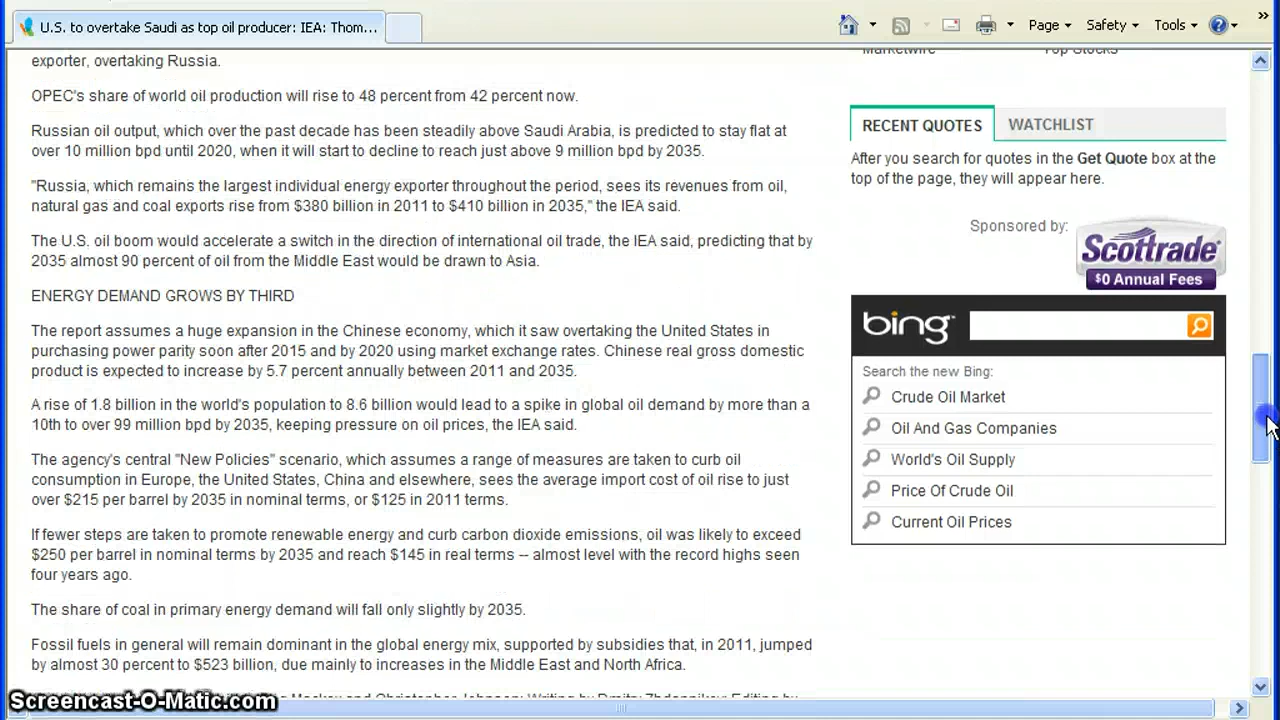 U.S. to overtake Saudi as top oil producer: IEA: Thom...
Page
Safety
Tools
exporter, overtaking Russia.
OPEC's share of world oil production will rise to 48 percent from 42 percent now.
Russian oil output, which over the past decade has been steadily above Saudi Arabia, is predicted to stay flat at
over 10 million bpd until 2020, when it will start to decline to reach just above 9 million bpd by 2035.
"Russia, which remains the largest individual energy exporter throughout the period, sees its revenues from oil,
natural gas and coal exports rise from $380 billion in 2011 to $410 billion in 2035," the IEA said.
The U.S. oil boom would accelerate a switch in the direction of international oil trade, the IEA said, predicting that by
2035 almost 90 percent of oil from the Middle East would be drawn to Asia.
ENERGY DEMAND GROWS BY THIRD
The report assumes a huge expansion in the Chinese economy, which it saw overtaking the United States in
purchasing power parity soon after 2015 and by 2020 using market exchange rates. Chinese real gross domestic
product is expected to increase by 5.7 percent annually between 2011 and 2035.
A rise of 1.8 billion in the world's population to 8.6 billion would lead to a spike in global oil demand by more than a
10th to over 99 million bpd by 2035, keeping pressure on oil prices, the IEA said.
The agency's central "New Policies" scenario, which assumes a range of measures are taken to curb oil
consumption in Europe, the United States, China and elsewhere, sees the average import cost of oil rise to just
over $215 per barrel by 2035 in nominal terms, or $125 in 2011 terms.
If fewer steps are taken to promote renewable energy and curb carbon dioxide emissions, oil was likely to exceed
$250 per barrel in nominal terms by 2035 and reach $145 in real terms -- almost level with the record highs seen
four years ago.
The share of coal in primary energy demand will fall only slightly by 2035.
Fossil fuels in general will remain dominant in the global energy mix, supported by subsidies that, in 2011, jumped
by almost 30 percent to $523 billion, due mainly to increases in the Middle East and North Africa.
Marketwire
Top Stocks
RECENT QUOTES
WATCHLIST
After you search for quotes in the Get Quote box at the
top of the page, they will appear here.
Sponsored by:
Scottrade
$0 Annual Fees
bing
Search the new Bing:
Crude Oil Market
Oil And Gas Companies
World's Oil Supply
Price Of Crude Oil
Current Oil Prices
Screencast-O-Matic.com